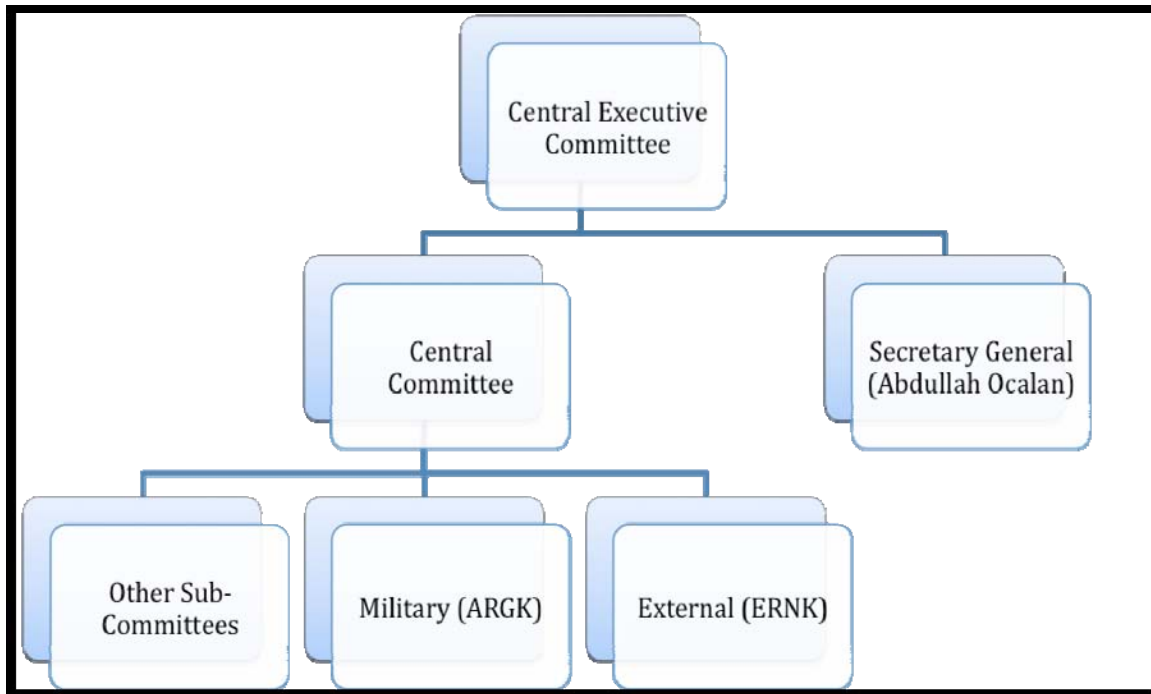 Central Executive
Committee
Central
Committee
Secretary General
(Abdullah Ocalan)
Other Sub-
Committees
Military (ARGK)
External (ERNK)